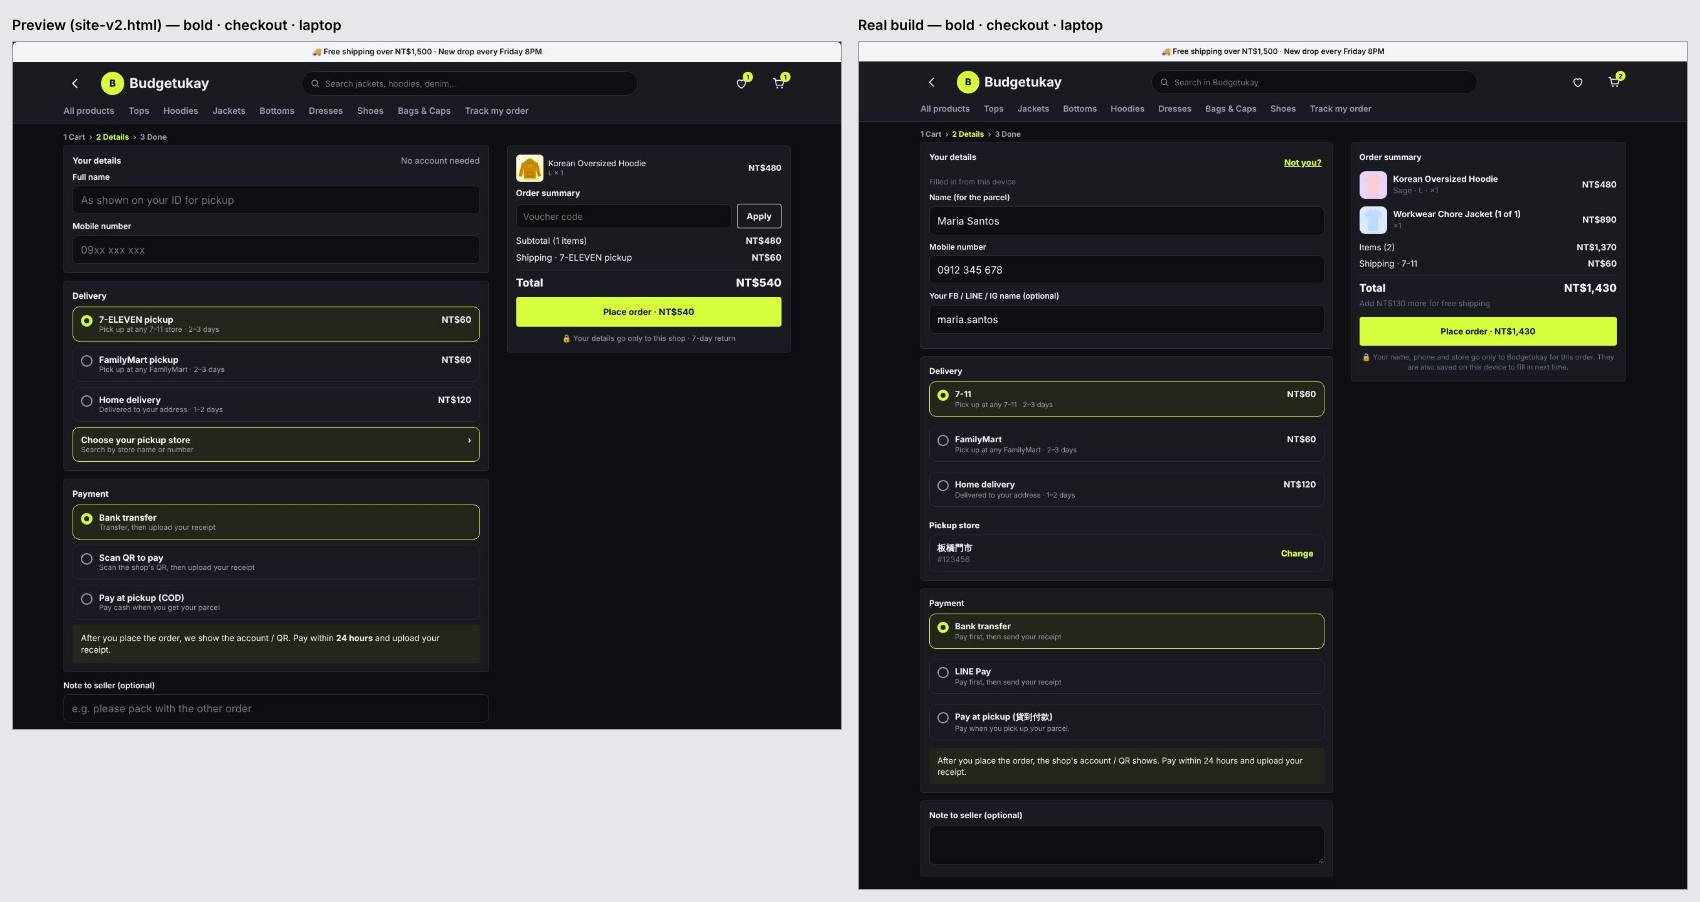 Preview (site-v2.html) — bold · checkout · laptop
🚚 Free shipping over NT$1,500 · New drop every Friday 8PM
B Budgetukay
Search jackets, hoodies, denim...
1
1
All products Tops Hoodies Jackets Bottoms Dresses Shoes Bags & Caps Track my order
1 Cart › 2 Details › 3 Done
Your details No account needed
Full name
As shown on your ID for pickup
Mobile number
09xx xxx xxx
Delivery
7-ELEVEN pickup NT$60
Pick up at any 7-11 store · 2–3 days
FamilyMart pickup NT$60
Pick up at any FamilyMart · 2–3 days
Home delivery NT$120
Delivered to your address · 1–2 days
Choose your pickup store ›
Search by store name or number
Payment
Bank transfer
Transfer, then upload your receipt
Scan QR to pay
Scan the shop's QR, then upload your receipt
Pay at pickup (COD)
Pay cash when you get your parcel
After you place the order, we show the account / QR. Pay within 24 hours and upload your
receipt.
Note to seller (optional)
e.g. please pack with the other order
Korean Oversized Hoodie NT$480
L × 1
Order summary
Voucher code Apply
Subtotal (1 items) NT$480
Shipping · 7-ELEVEN pickup NT$60
Total NT$540
Place order · NT$540
🔒 Your details go only to this shop · 7-day return
Real build — bold · checkout · laptop
🚚 Free shipping over NT$1,500 · New drop every Friday 8PM
B Budgetukay
Search in Budgetukay
2
All products Tops Jackets Bottoms Hoodies Dresses Bags & Caps Shoes Track my order
1 Cart › 2 Details › 3 Done
Your details Not you?
Filled in from this device
Name (for the parcel)
Maria Santos
Mobile number
0912 345 678
Your FB / LINE / IG name (optional)
maria.santos
Delivery
7-11 NT$60
Pick up at any 7-11 · 2–3 days
FamilyMart NT$60
Pick up at any FamilyMart · 2–3 days
Home delivery NT$120
Delivered to your address · 1–2 days
Pickup store
板橋門市
#123456
Change
Payment
Bank transfer
Pay first, then send your receipt
LINE Pay
Pay first, then send your receipt
Pay at pickup (貨到付款)
Pay when you pick up your parcel.
After you place the order, the shop's account / QR shows. Pay within 24 hours and upload your
receipt.
Note to seller (optional)
Order summary
Korean Oversized Hoodie NT$480
Sage · L · ×1
Workwear Chore Jacket (1 of 1) NT$890
×1
Items (2) NT$1,370
Shipping · 7-11 NT$60
Total NT$1,430
Add NT$130 more for free shipping
Place order · NT$1,430
🔒 Your name, phone and store go only to Budgetukay for this order. They
are also saved on this device to fill in next time.